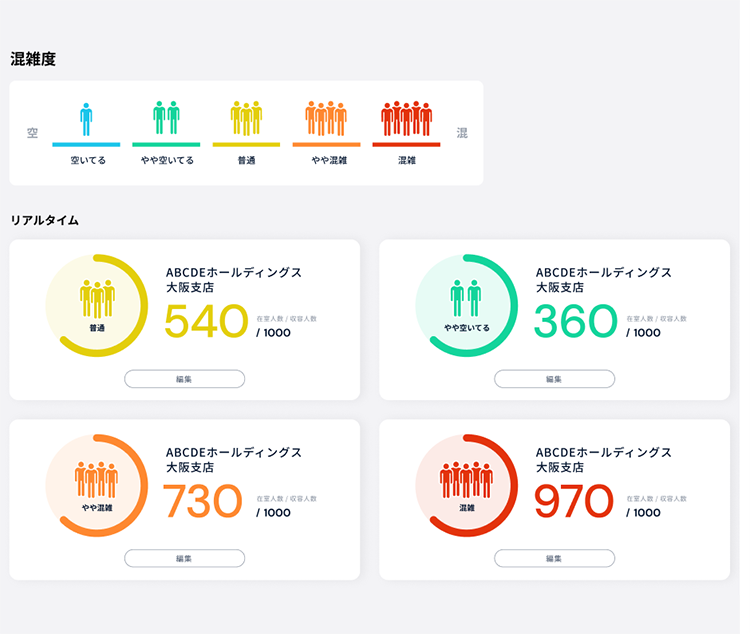 混雑度
空
空いてる
やや空いてる
普通
やや混雑
混雑
混
リアルタイム
普通
ABCDEホールディングス
大阪支店
540
在室人数 / 収容人数
/ 1000
編集
やや空いてる
ABCDEホールディングス
大阪支店
360
在室人数 / 収容人数
/ 1000
編集
やや混雑
ABCDEホールディングス
大阪支店
730
在室人数 / 収容人数
/ 1000
編集
混雑
ABCDEホールディングス
大阪支店
970
在室人数 / 収容人数
/ 1000
編集